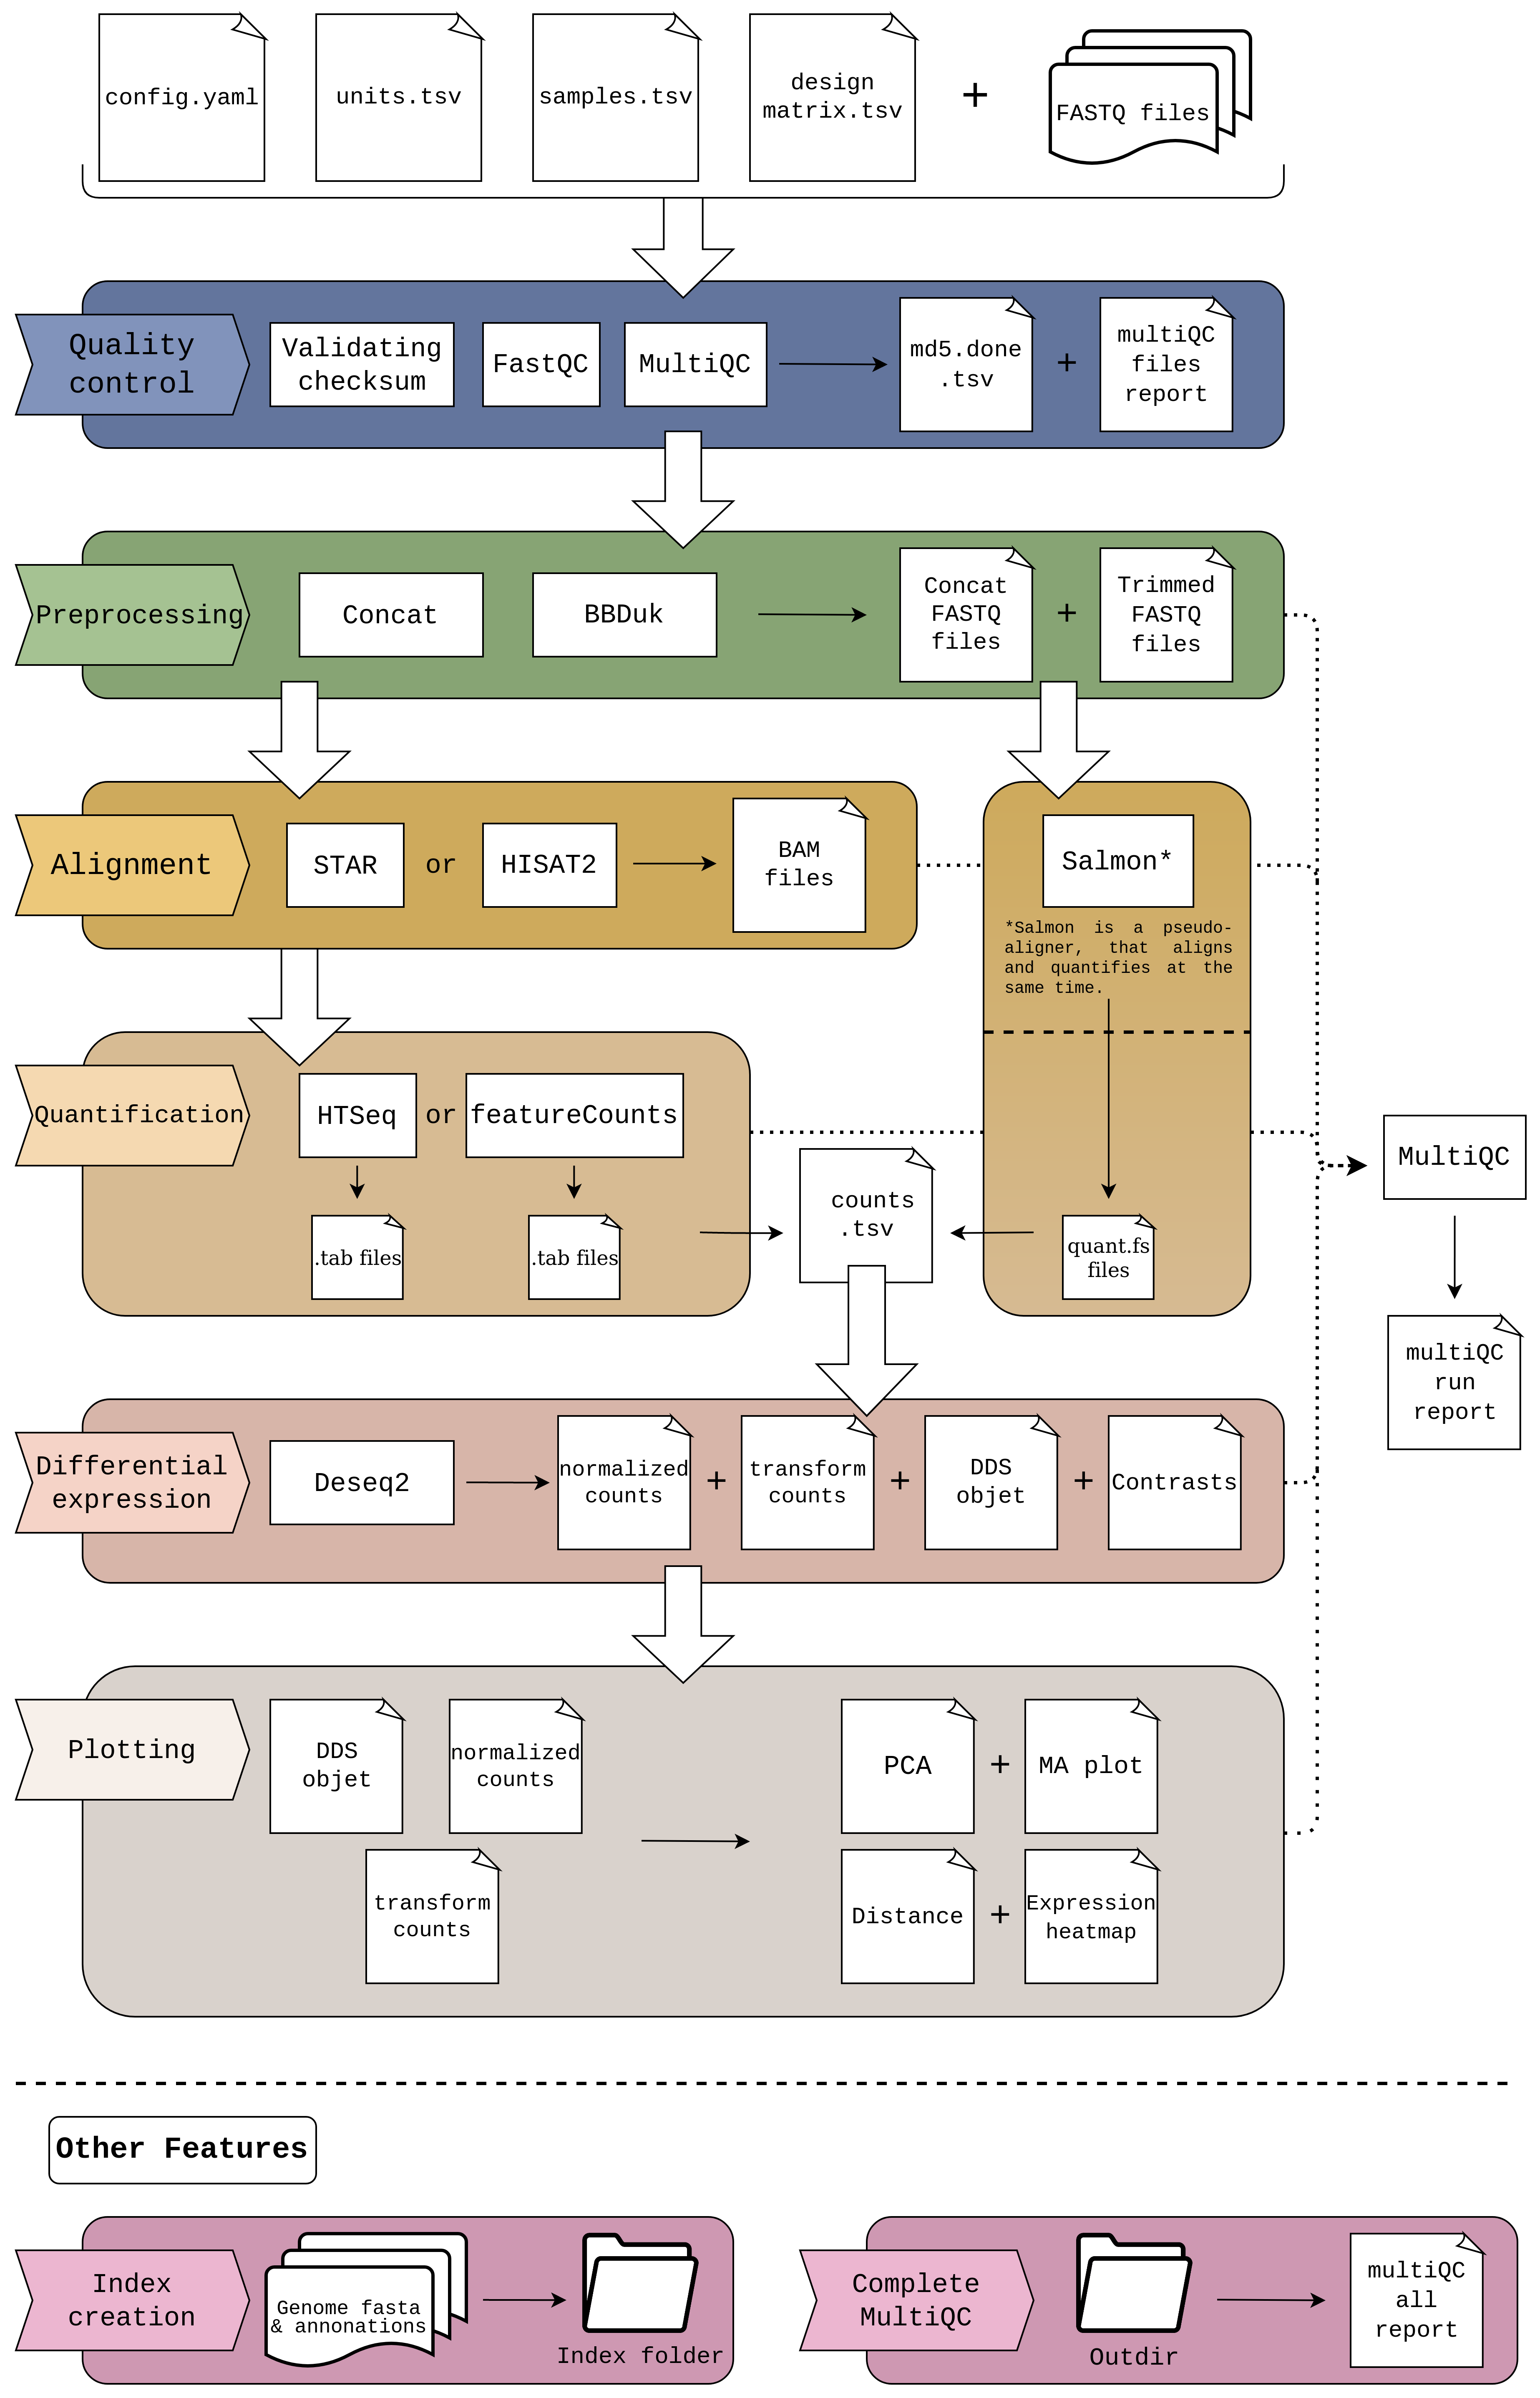 config.yaml
units.tsv
samples.tsv
design
matrix.tsv
+
FASTQ files
Quality
control
Validating
checksum
FastQC
MultiQC
md5.done
.tsv
+
multiQC
files
report
Preprocessing
Concat
BBDuk
Concat
FASTQ
files
+
Trimmed
FASTQ
files
Alignment
STAR
or
HISAT2
BAM
files
Salmon*
*Salmon is a pseudo-
aligner, that aligns
and quantifies at the
same time.
Quantification
HTSeq
or
featureCounts
.tab files
.tab files
counts
.tsv
quant.fs
files
MultiQC
multiQC
run
report
Differential
expression
Deseq2
normalized
counts
+
transform
counts
+
DDS
objet
+
Contrasts
Plotting
DDS
objet
normalized
counts
transform
counts
PCA
+
MA plot
Distance
+
Expression
heatmap
Other Features
Index
creation
Genome fasta
& annonations
Index folder
Complete
MultiQC
Outdir
multiQC
all
report